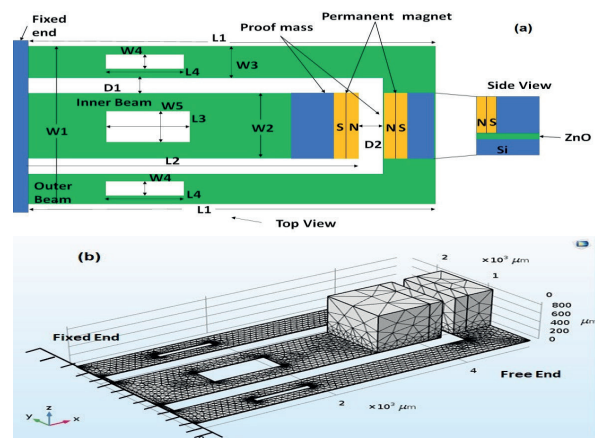 Fixed
end
L1
Permanent magnet
Proof mass
(a)
W4
L4
W3
D1
Inner Beam
W5
L3
W1
W2
S N
N S
D2
L2
Outer
Beam
W4
L4
L1
Top View
Side View
N S
ZnO
Si
(b)
2
×10³ μm
1
0
800
600
400
200
0
μm
Fixed End
Free End
4
2
×10³ μm
y
z
x